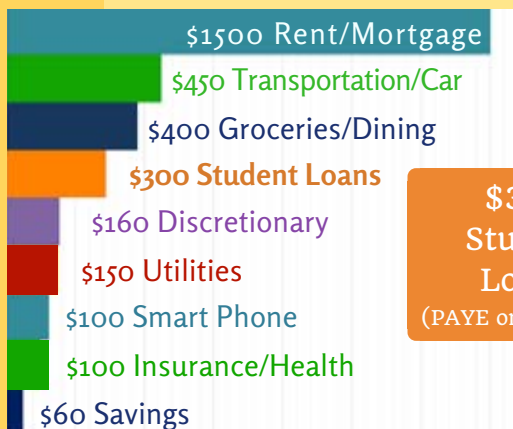 $1500 Rent/Mortgage
$450 Transportation/Car
$400 Groceries/Dining
$300 Student Loans
$160 Discretionary
$150 Utilities
$100 Smart Phone
$100 Insurance/Health
$60 Savings
(PAYE